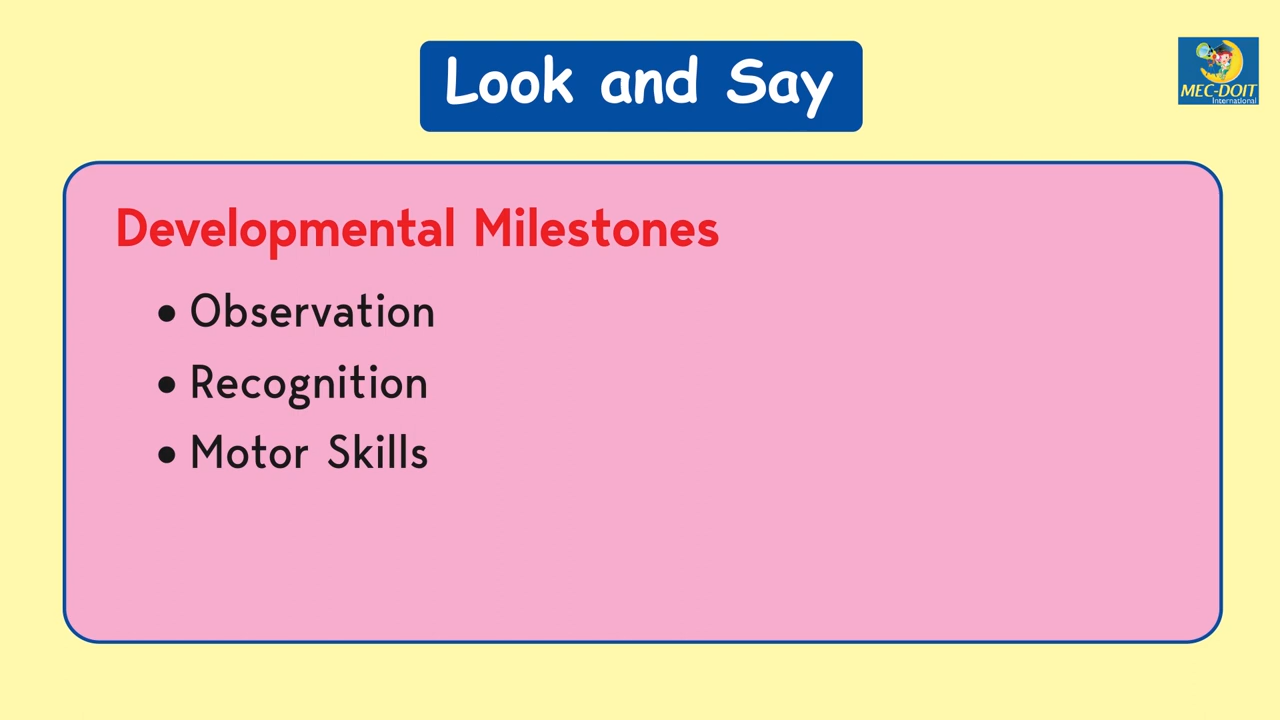 Look and Say
MEC-DOIT
International
Developmental Milestones
• Observation
• Recognition
• Motor Skills